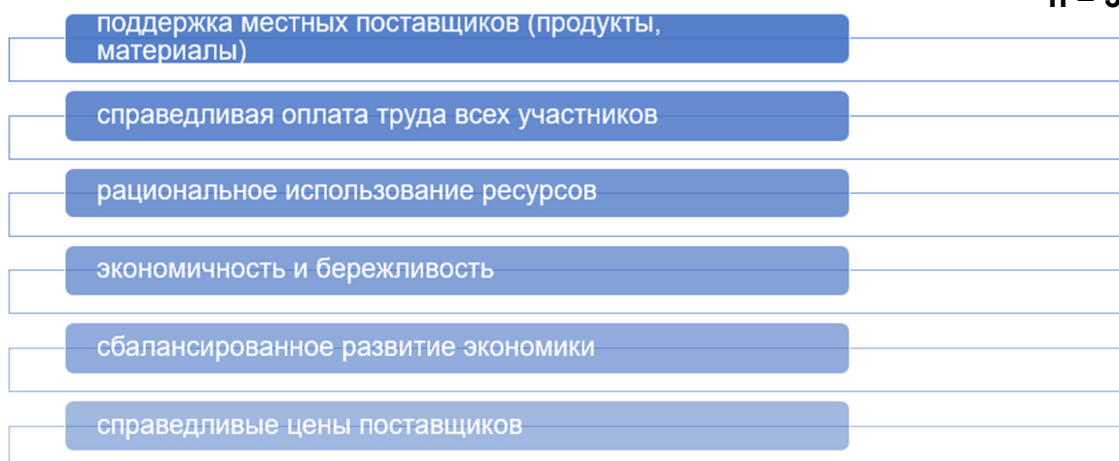 поддержка местных поставщиков (продукты,
материалы)
справедливая оплата труда всех участников
рациональное использование ресурсов
экономичность и бережливость
сбалансированное развитие экономики
справедливые цены поставщиков